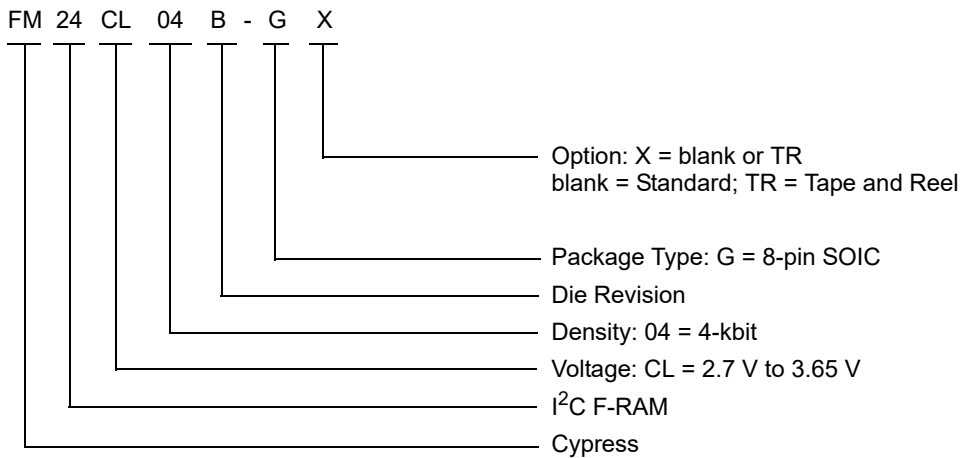 FM 24 CL 04 B - G X
Option: X = blank or TR
blank = Standard; TR = Tape and Reel
Package Type: G = 8-pin SOIC
Die Revision
Density: 04 = 4-kbit
Voltage: CL = 2.7 V to 3.65 V
I²C F-RAM
Cypress